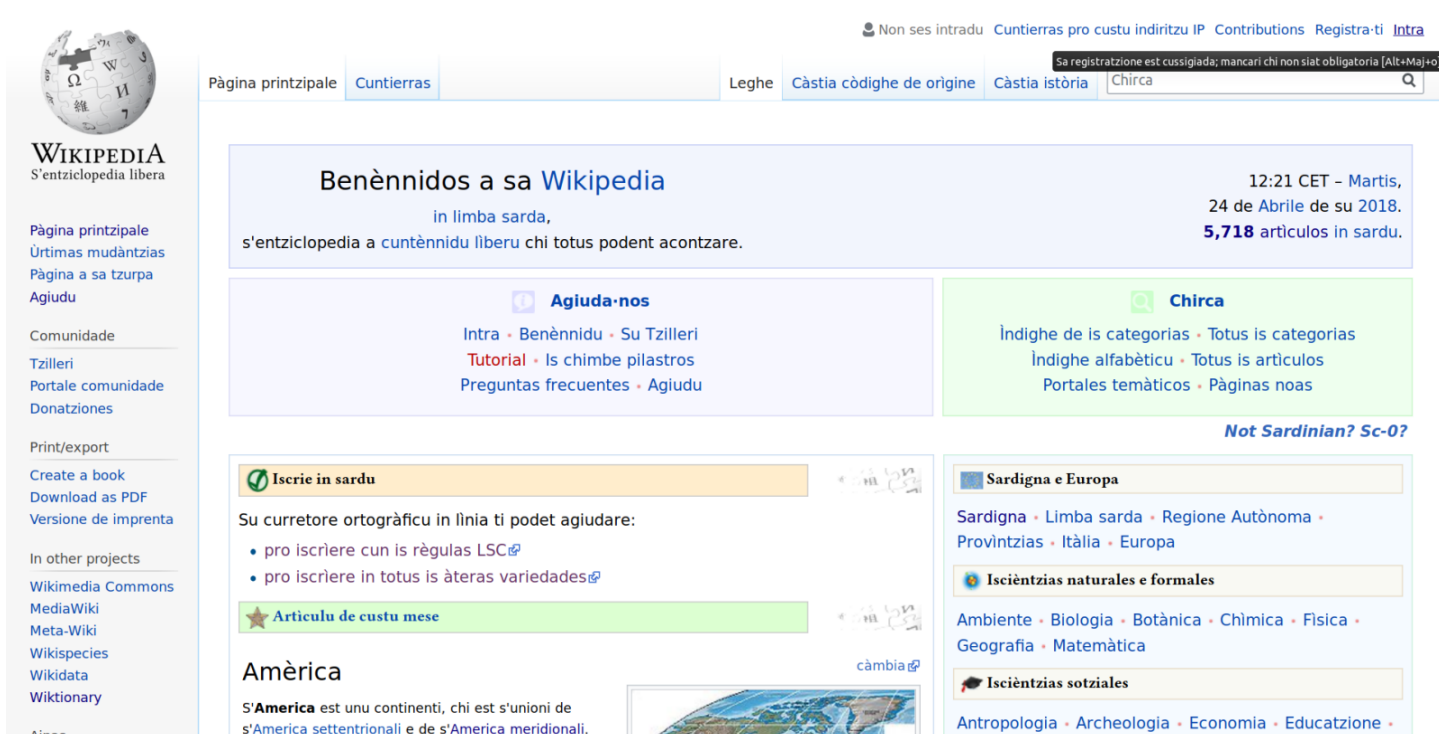 Non ses intradu Cuntierras pro custu indiritzu IP Contributions Registra·ti Intra
Sa registratzione est cussigiada; mancari chi non siat obligatoria [Alt+Maj+o
Pàgina printzipale Cuntierras Leghe Càstia còdighe de orìgine Càstia istòria Chirca
WIKIPEDIA
S'entziclopedia libera
Pàgina printzipale
Ùrtimas mudàntzias
Pàgina a sa tzurpa
Agiudu
Comunidade
Tzilleri
Portale comunidade
Donatziones
Print/export
Create a book
Download as PDF
Versione de imprenta
In other projects
Wikimedia Commons
MediaWiki
Meta-Wiki
Wikispecies
Wikidata
Wiktionary
Benènnidos a sa Wikipedia
in limba sarda,
s'entziclopedia a cuntènnidu lìberu chi totus podent acontzare.
12:21 CET – Martis,
24 de Abrile de su 2018.
5,718 artìculos in sardu.
Agiuda·nos
Intra • Benènnidu • Su Tzilleri
Tutorial • Is chimbe pilastros
Preguntas frecuentes • Agiudu
Chirca
Ìndighe de is categorias • Totus is categorias
Ìndighe alfabèticu • Totus is artìculos
Portales temàticos • Pàginas noas
Not Sardinian? Sc-0?
Iscrie in sardu
Su curretore ortogràficu in lìnia ti podet agiudare:
• pro iscrìere cun is règulas LSC
• pro iscrìere in totus is àteras variedades
Artìculu de custu mese
Amèrica
càmbia
S'America est unu continenti, chi est s'unioni de
s'America settentrionali e de s'America meridionali.
Sardigna e Europa
Sardigna • Limba sarda • Regione Autònoma •
Provìntzias • Itàlia • Europa
Iscièntzias naturales e formales
Ambiente • Biologia • Botànica • Chìmica • Fìsica •
Geografia • Matemàtica
Iscièntzias sotziales
Antropologia • Archeologia • Economia • Educatzione •